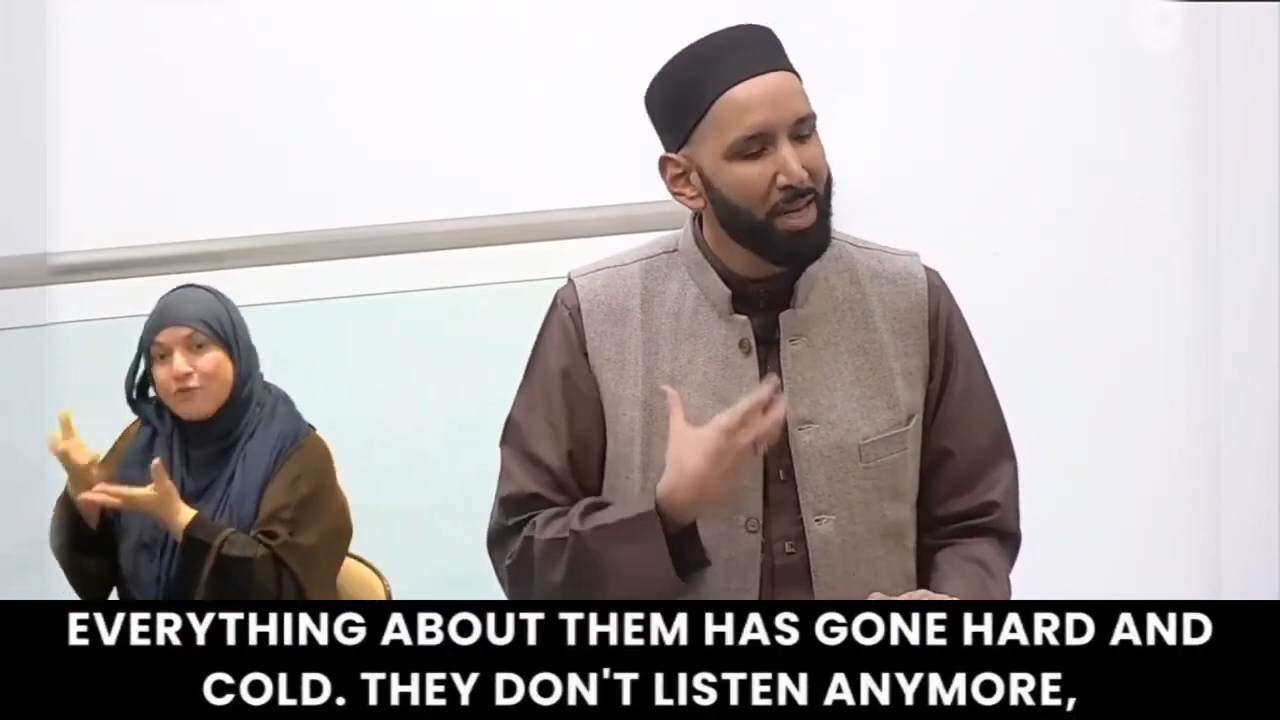 EVERYTHING ABOUT THEM HAS GONE HARD AND
COLD. THEY DON'T LISTEN ANYMORE,